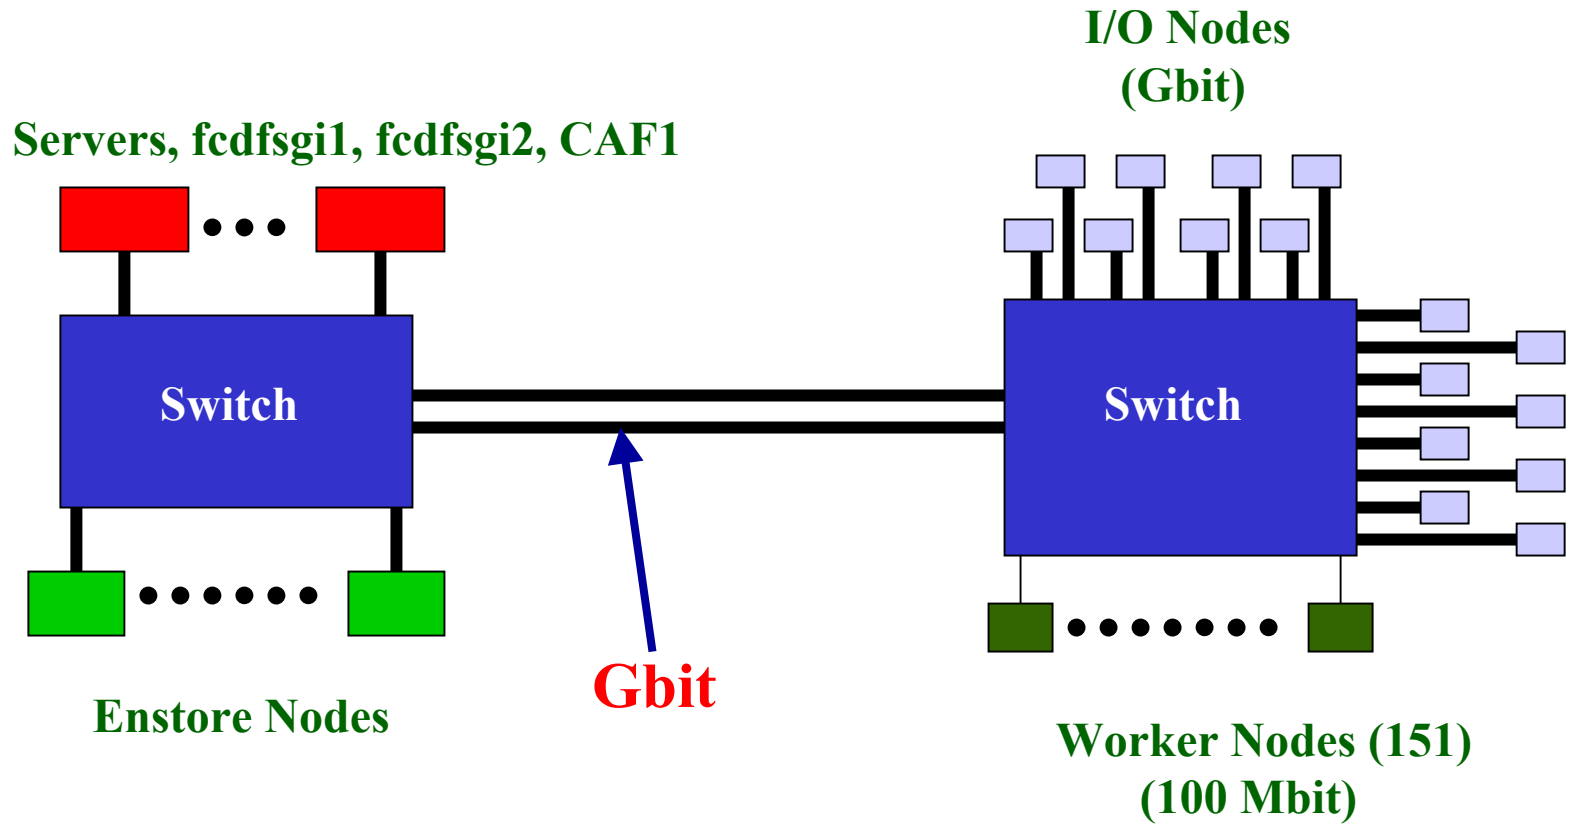 I/O Nodes
(Gbit)
Servers, fcdfsgi1, fcdfsgi2, CAF1
Switch
Switch
Gbit
Enstore Nodes
Worker Nodes (151)
(100 Mbit)